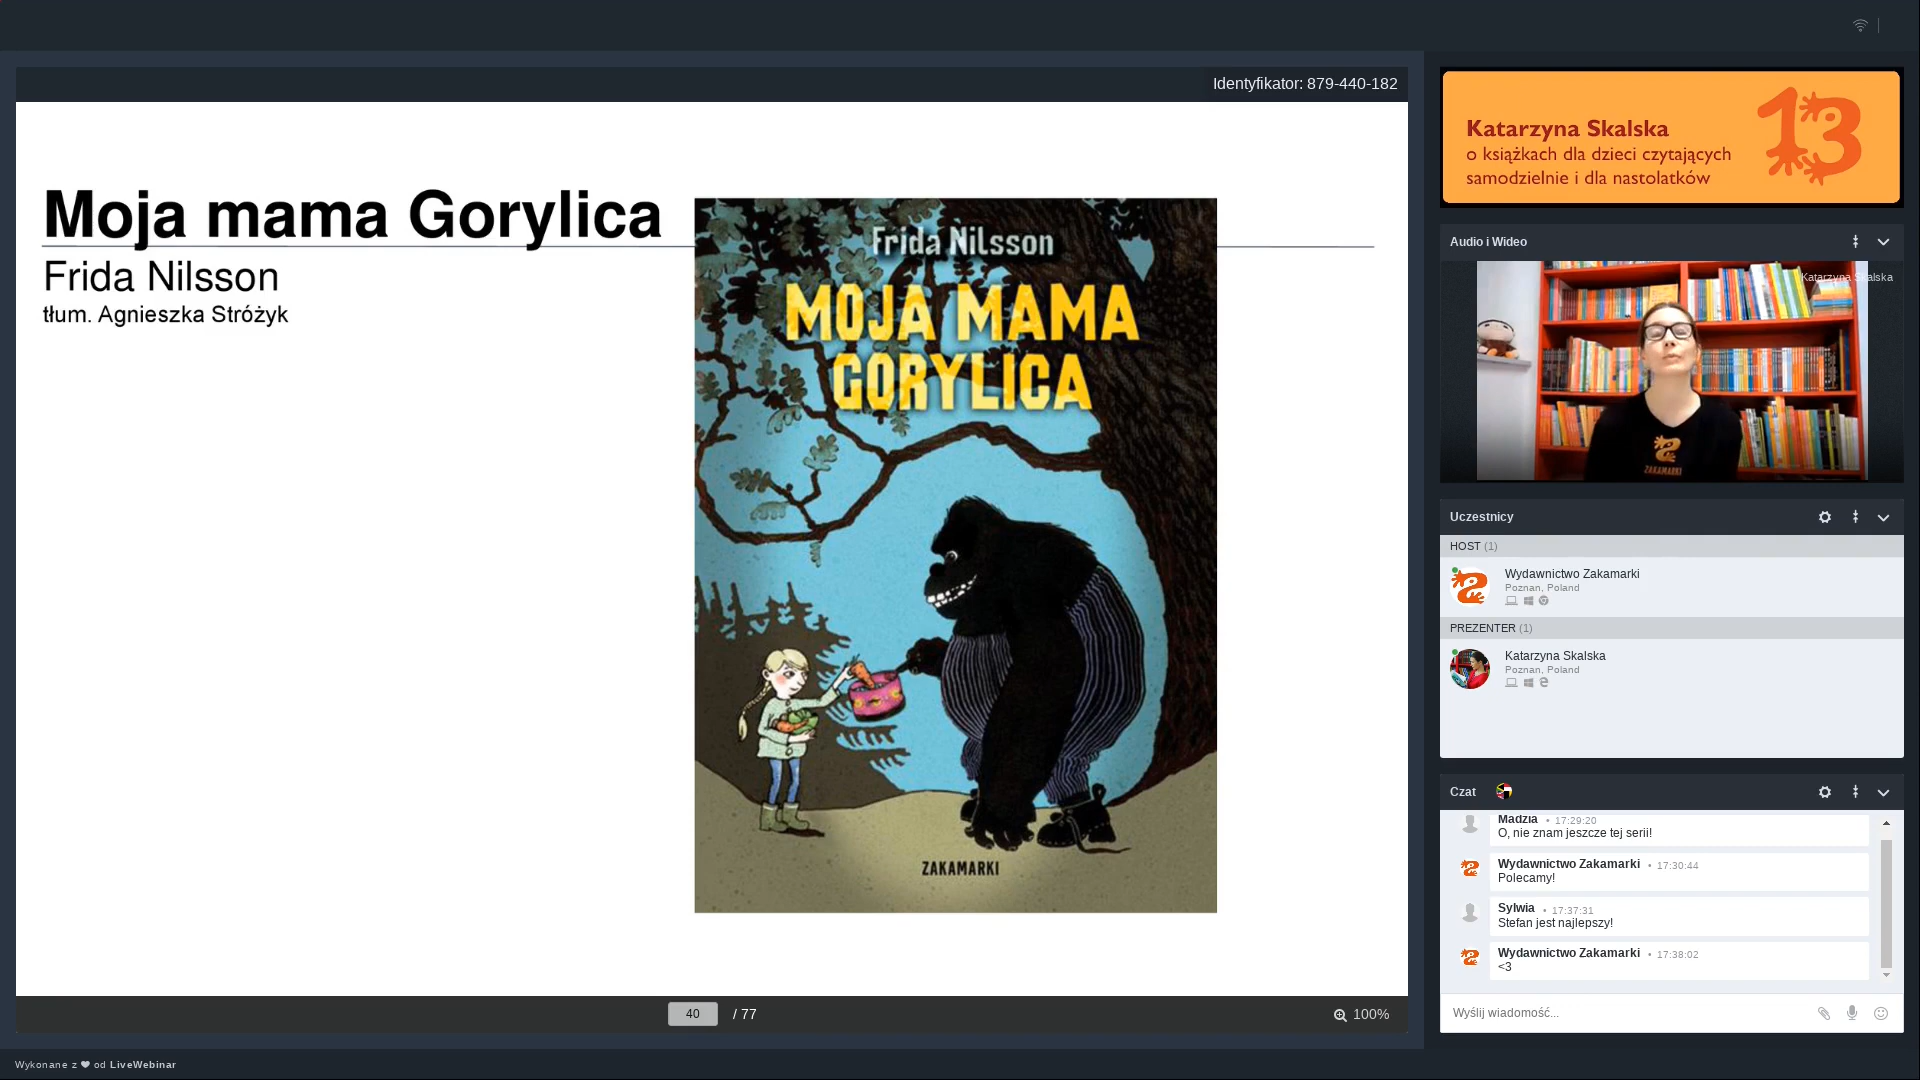 Identyfikator: 879-440-182
Moja mama Gorylica
Frida Nilsson
tłum. Agnieszka Stróżyk
Frida Nilsson
MOJA MAMA
GORYLICA
ZAKAMARKI
40 / 77
100%
Wykonane z od LiveWebinar
13
Katarzyna Skalska
o książkach dla dzieci czytających
samodzielnie i dla nastolatków
Audio i Wideo
Katarzyna Skalska
ZAKAMARKI
Uczestnicy
HOST (1)
Wydawnictwo Zakamarki
Poznan, Poland
PREZENTER (1)
Katarzyna Skalska
Poznan, Poland
Czat
Madzia • 17:29:20
O, nie znam jeszcze tej serii!
Wydawnictwo Zakamarki • 17:30:44
Polecamy!
Sylwia • 17:37:31
Stefan jest najlepszy!
Wydawnictwo Zakamarki • 17:38:02
<3
Wyślij wiadomość...